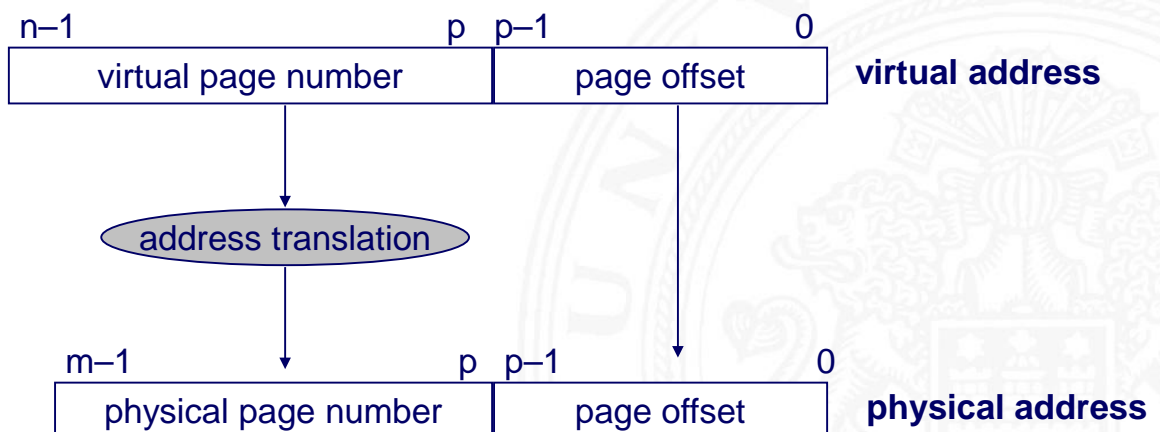 n–1 p p–1 0
virtual page number page offset virtual address
address translation
m–1 p p–1 0
physical page number page offset physical address